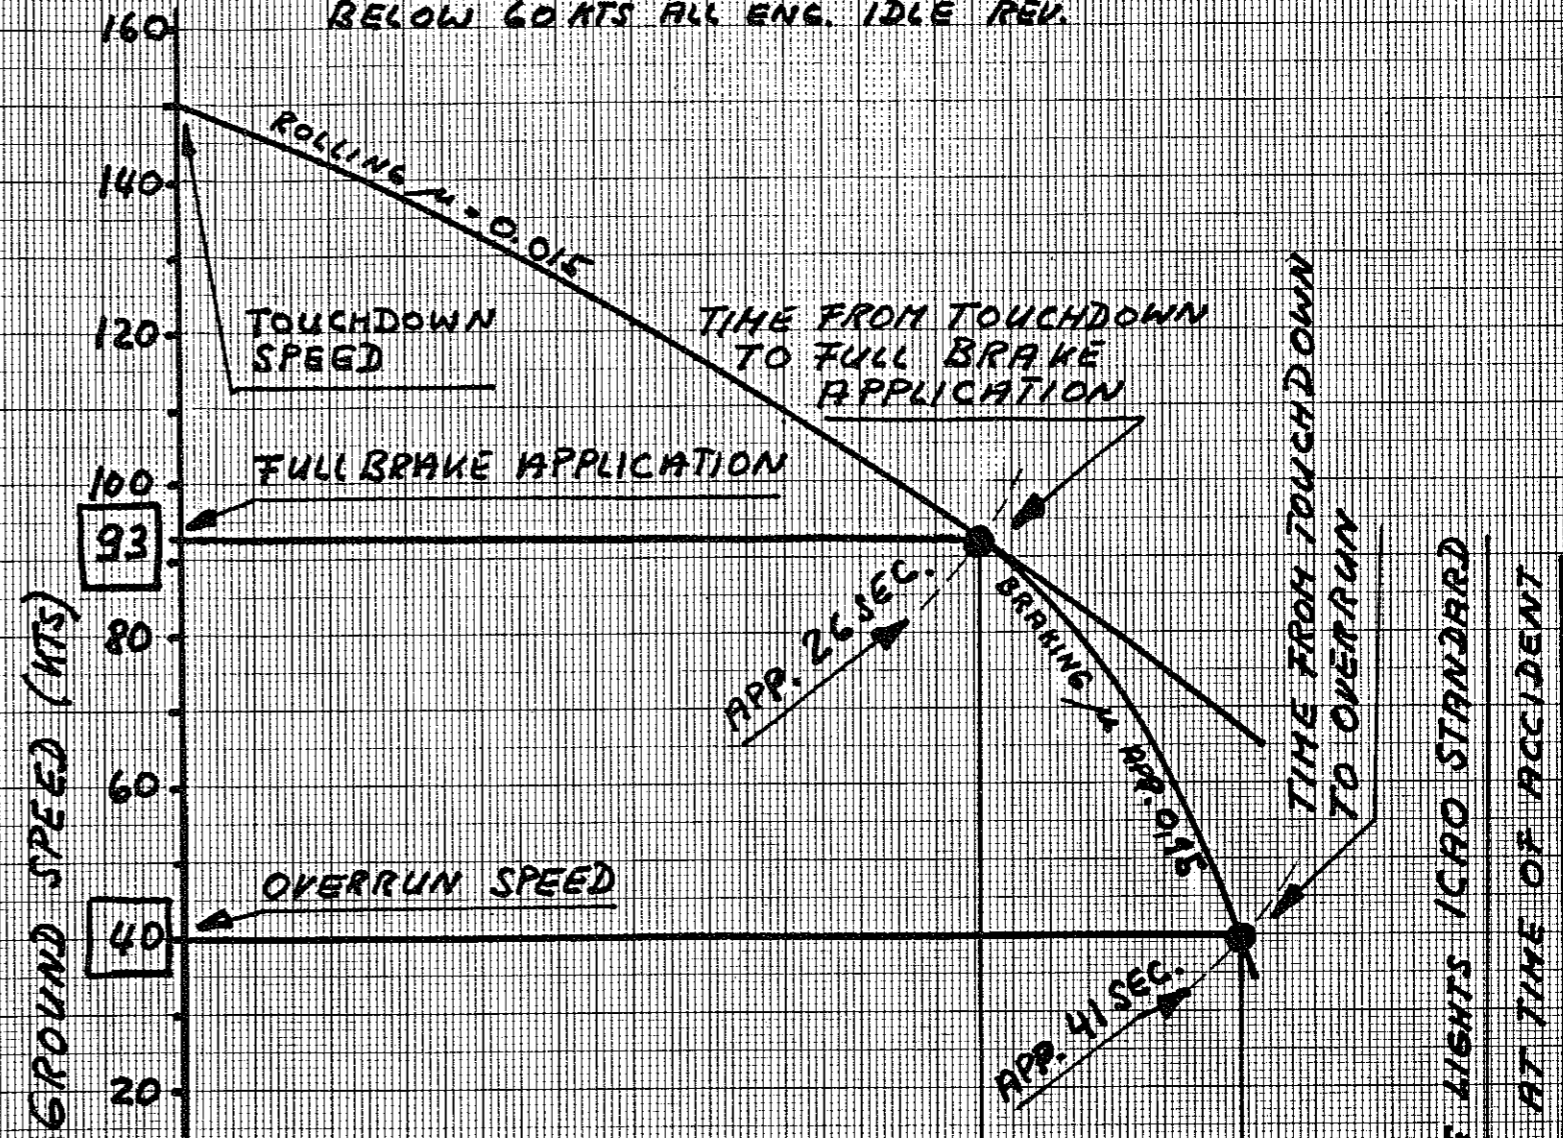 BELOW 60 KTS ALL ENG. IDLE REV.
160
140
120
100
93
80
60
40
20
GROUND SPEED (KTS)
ROLLING μ = 0.015
TOUCHDOWN
SPEED
TIME FROM TOUCHDOWN
TO FULL BRAKE
APPLICATION
FULL BRAKE APPLICATION
APP. 26 SEC.
BRAKING μ APP.
OVERRUN SPEED
APP. 41 SEC.
TIME FROM TOUCHDOWN
TO OVERRUN
LIGHTS ICAO STANDARD
AT TIME OF ACCIDENT